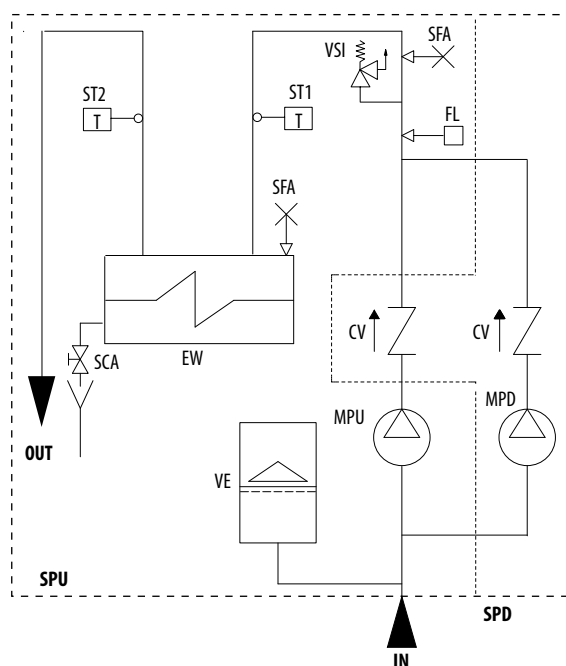 VSI
SFA
ST2
ST1
T
T
FL
SFA
CV
CV
SCA
EW
MPU
MPD
OUT
VE
SPU
SPD
IN